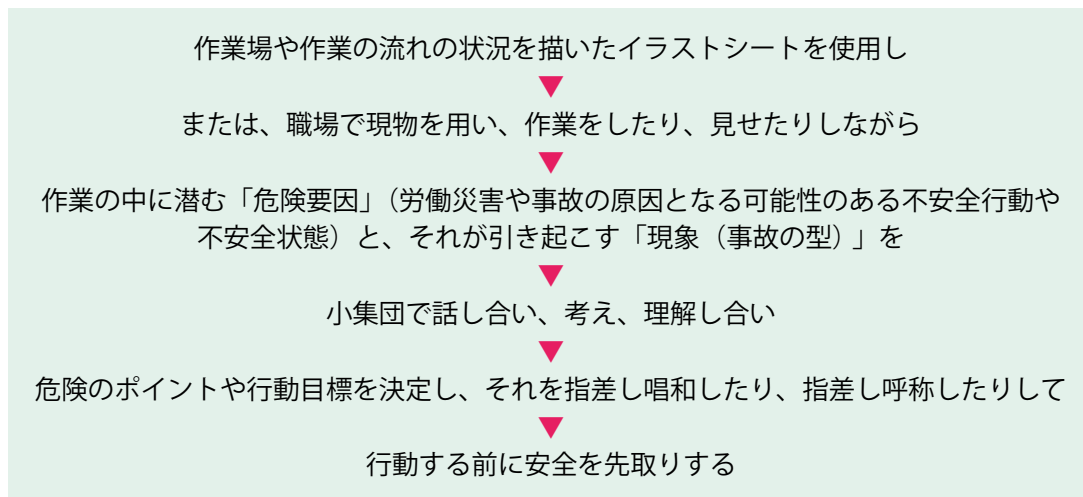 作業場や作業の流れの状況を描いたイラストシートを使用し
または、職場で現物を用い、作業をしたり、見せたりしながら
作業の中に潜む「危険要因」（労働災害や事故の原因となる可能性のある不安全行動や
不安全状態）と、それが引き起こす「現象（事故の型）」を
小集団で話し合い、考え、理解し合い
危険のポイントや行動目標を決定し、それを指差し唱和したり、指差し呼称したりして
行動する前に安全を先取りする